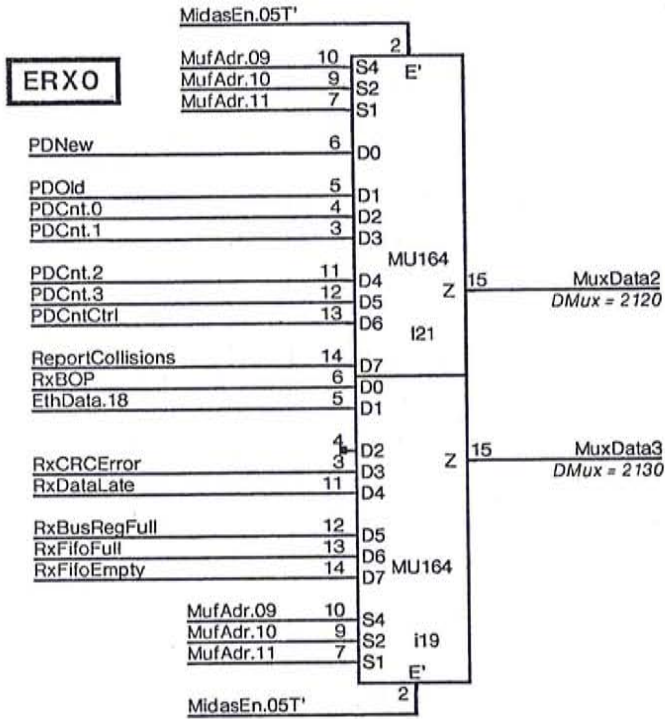 MidasEn.05T'
2
ERXO
MufAdr.09 10 S4 E'
MufAdr.10 9 S2
MufAdr.11 7 S1
PDNew 6 D0
PDOld 5 D1
PDCnt.0 4 D2
PDCnt.1 3 D3
MU164
PDCnt.2 11 D4
PDCnt.3 12 D5 Z 15 MuxData2
PDCntCtrl 13 D6 DMux = 2120
I21
ReportCollisions 14 D7
RxBOP 6 D0
EthData.18 5 D1
4 D2 15 MuxData3
RxCRCError 3 D3 Z DMux = 2130
RxDataLate 11 D4
RxBusRegFull 12 D5
RxFifoFull 13 D6
RxFifoEmpty 14 D7 MU164
MufAdr.09 10 S4
MufAdr.10 9 S2 i19
MufAdr.11 7 S1
E'
2
MidasEn.05T'